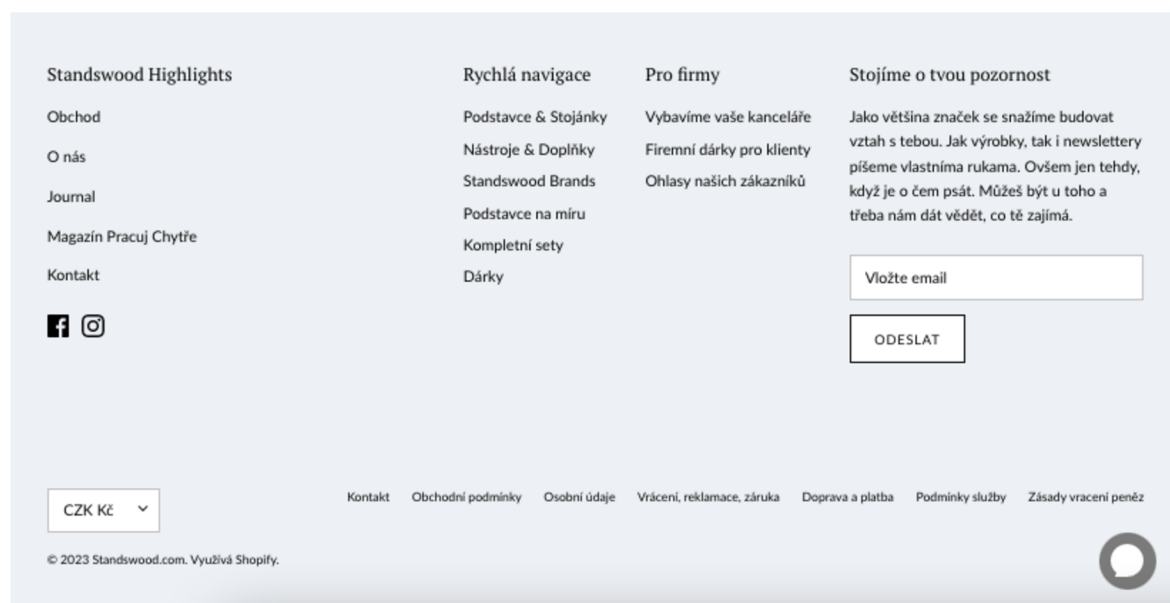 Standswood Highlights
Obchod
O nás
Journal
Magazín Pracuj Chytře
Kontakt
Rychlá navigace
Podstavce & Stojánky
Nástroje & Doplňky
Standswood Brands
Podstavce na míru
Kompletní sety
Dárky
Pro firmy
Vybavíme vaše kanceláře
Firemní dárky pro klienty
Ohlasy našich zákazníků
Stojíme o tvou pozornost
Jako většina značek se snažíme budovat
vztah s tebou. Jak výrobky, tak i newslettery
píšeme vlastníma rukama. Ovšem jen tehdy,
když je o čem psát. Můžeš být u toho a
třeba nám dát vědět, co tě zajímá.
Vložte email
ODESLAT
CZK Kč
Kontakt Obchodní podmínky Osobní údaje Vrácení, reklamace, záruka Doprava a platba Podmínky služby Zásady vracení peněz
© 2023 Standswood.com. Využívá Shopify.